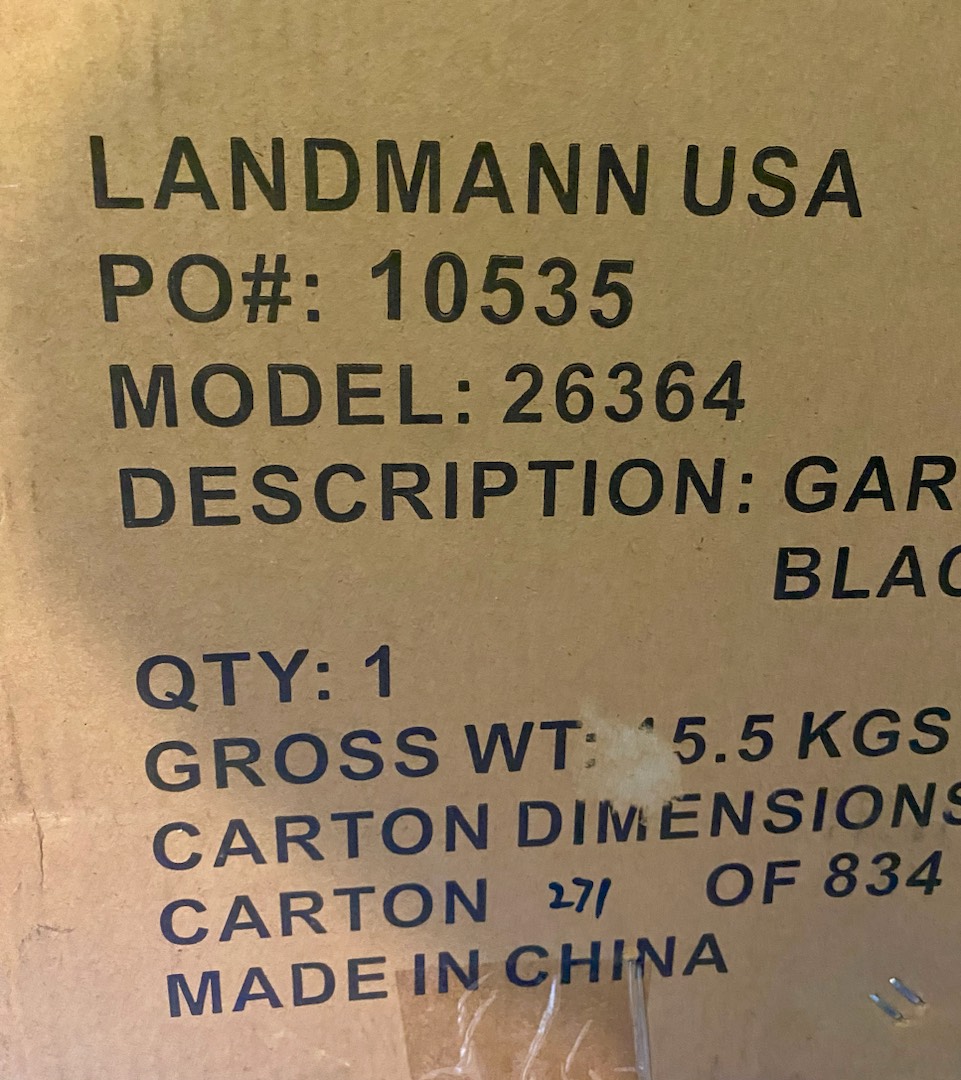 LANDMANN USA
PO#: 10535
MODEL: 26364
DESCRIPTION: GAR
BLAC
QTY: 1
GROSS WT: 15.5 KGS
CARTON DIMENSIONS
CARTON 271 OF 834
MADE IN CHINA